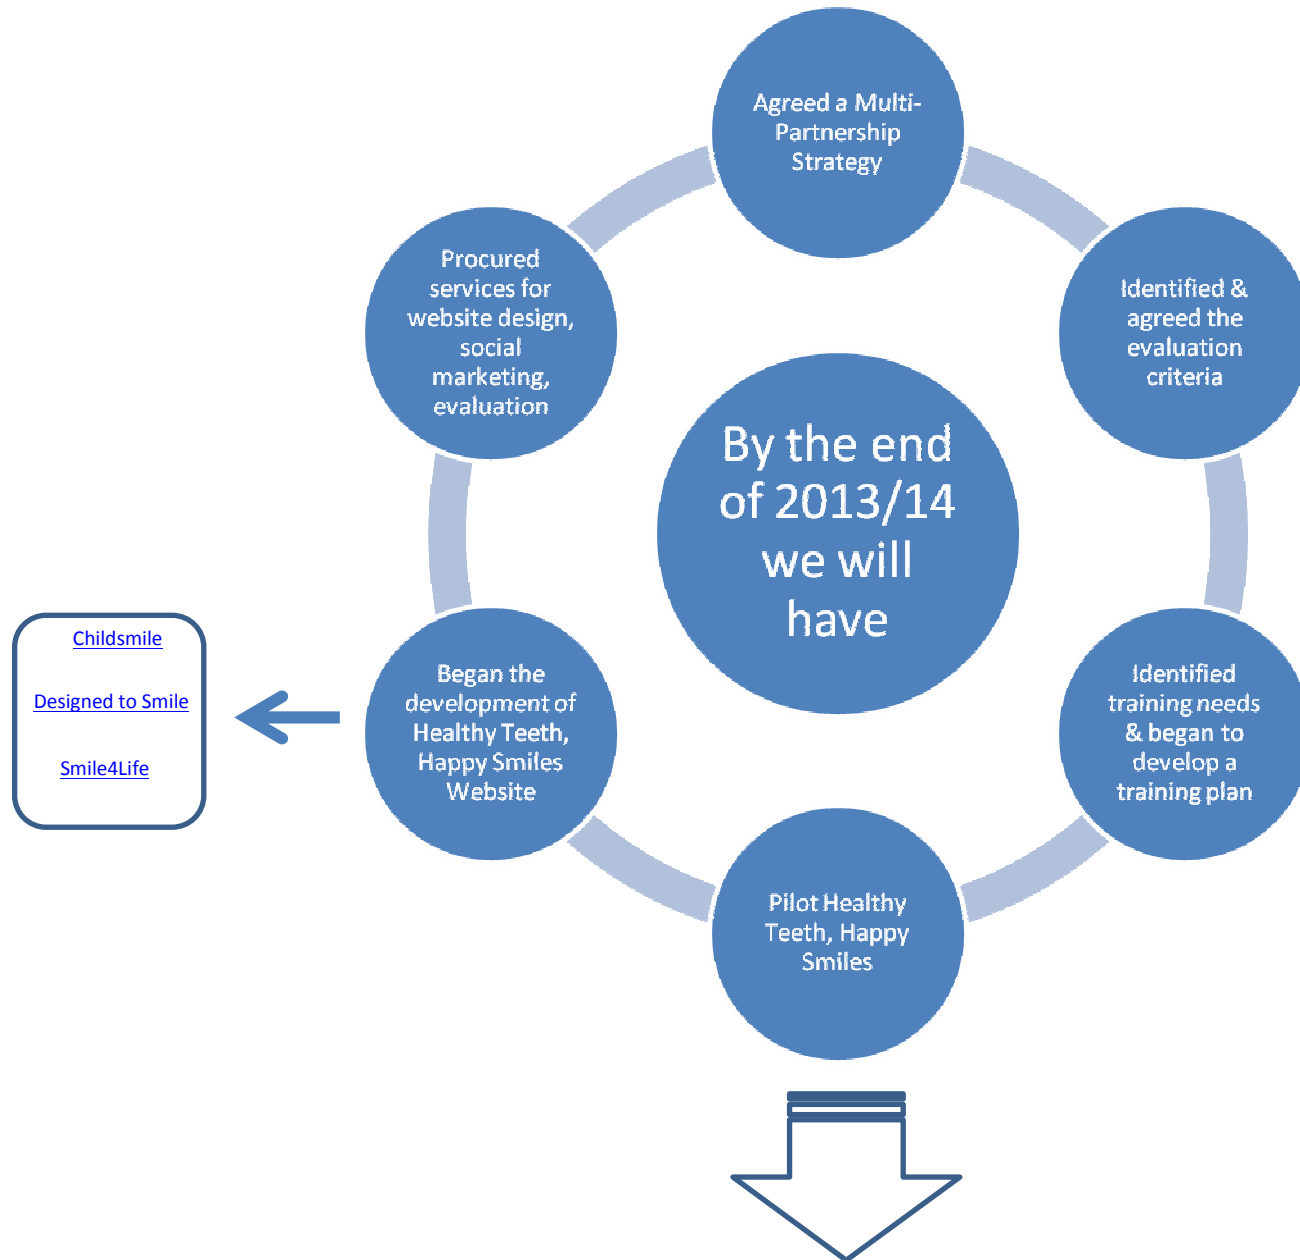 Agreed a Multi-
Partnership
Strategy
Identified &
agreed the
evaluation
criteria
Identified
training needs
& began to
develop a
training plan
Pilot Healthy
Teeth, Happy
Smiles
Began the
development of
Healthy Teeth,
Happy Smiles
Website
Procured
services for
website design,
social
marketing,
evaluation
By the end
of 2013/14
we will
have
Childsmile
Designed to Smile
Smile4Life